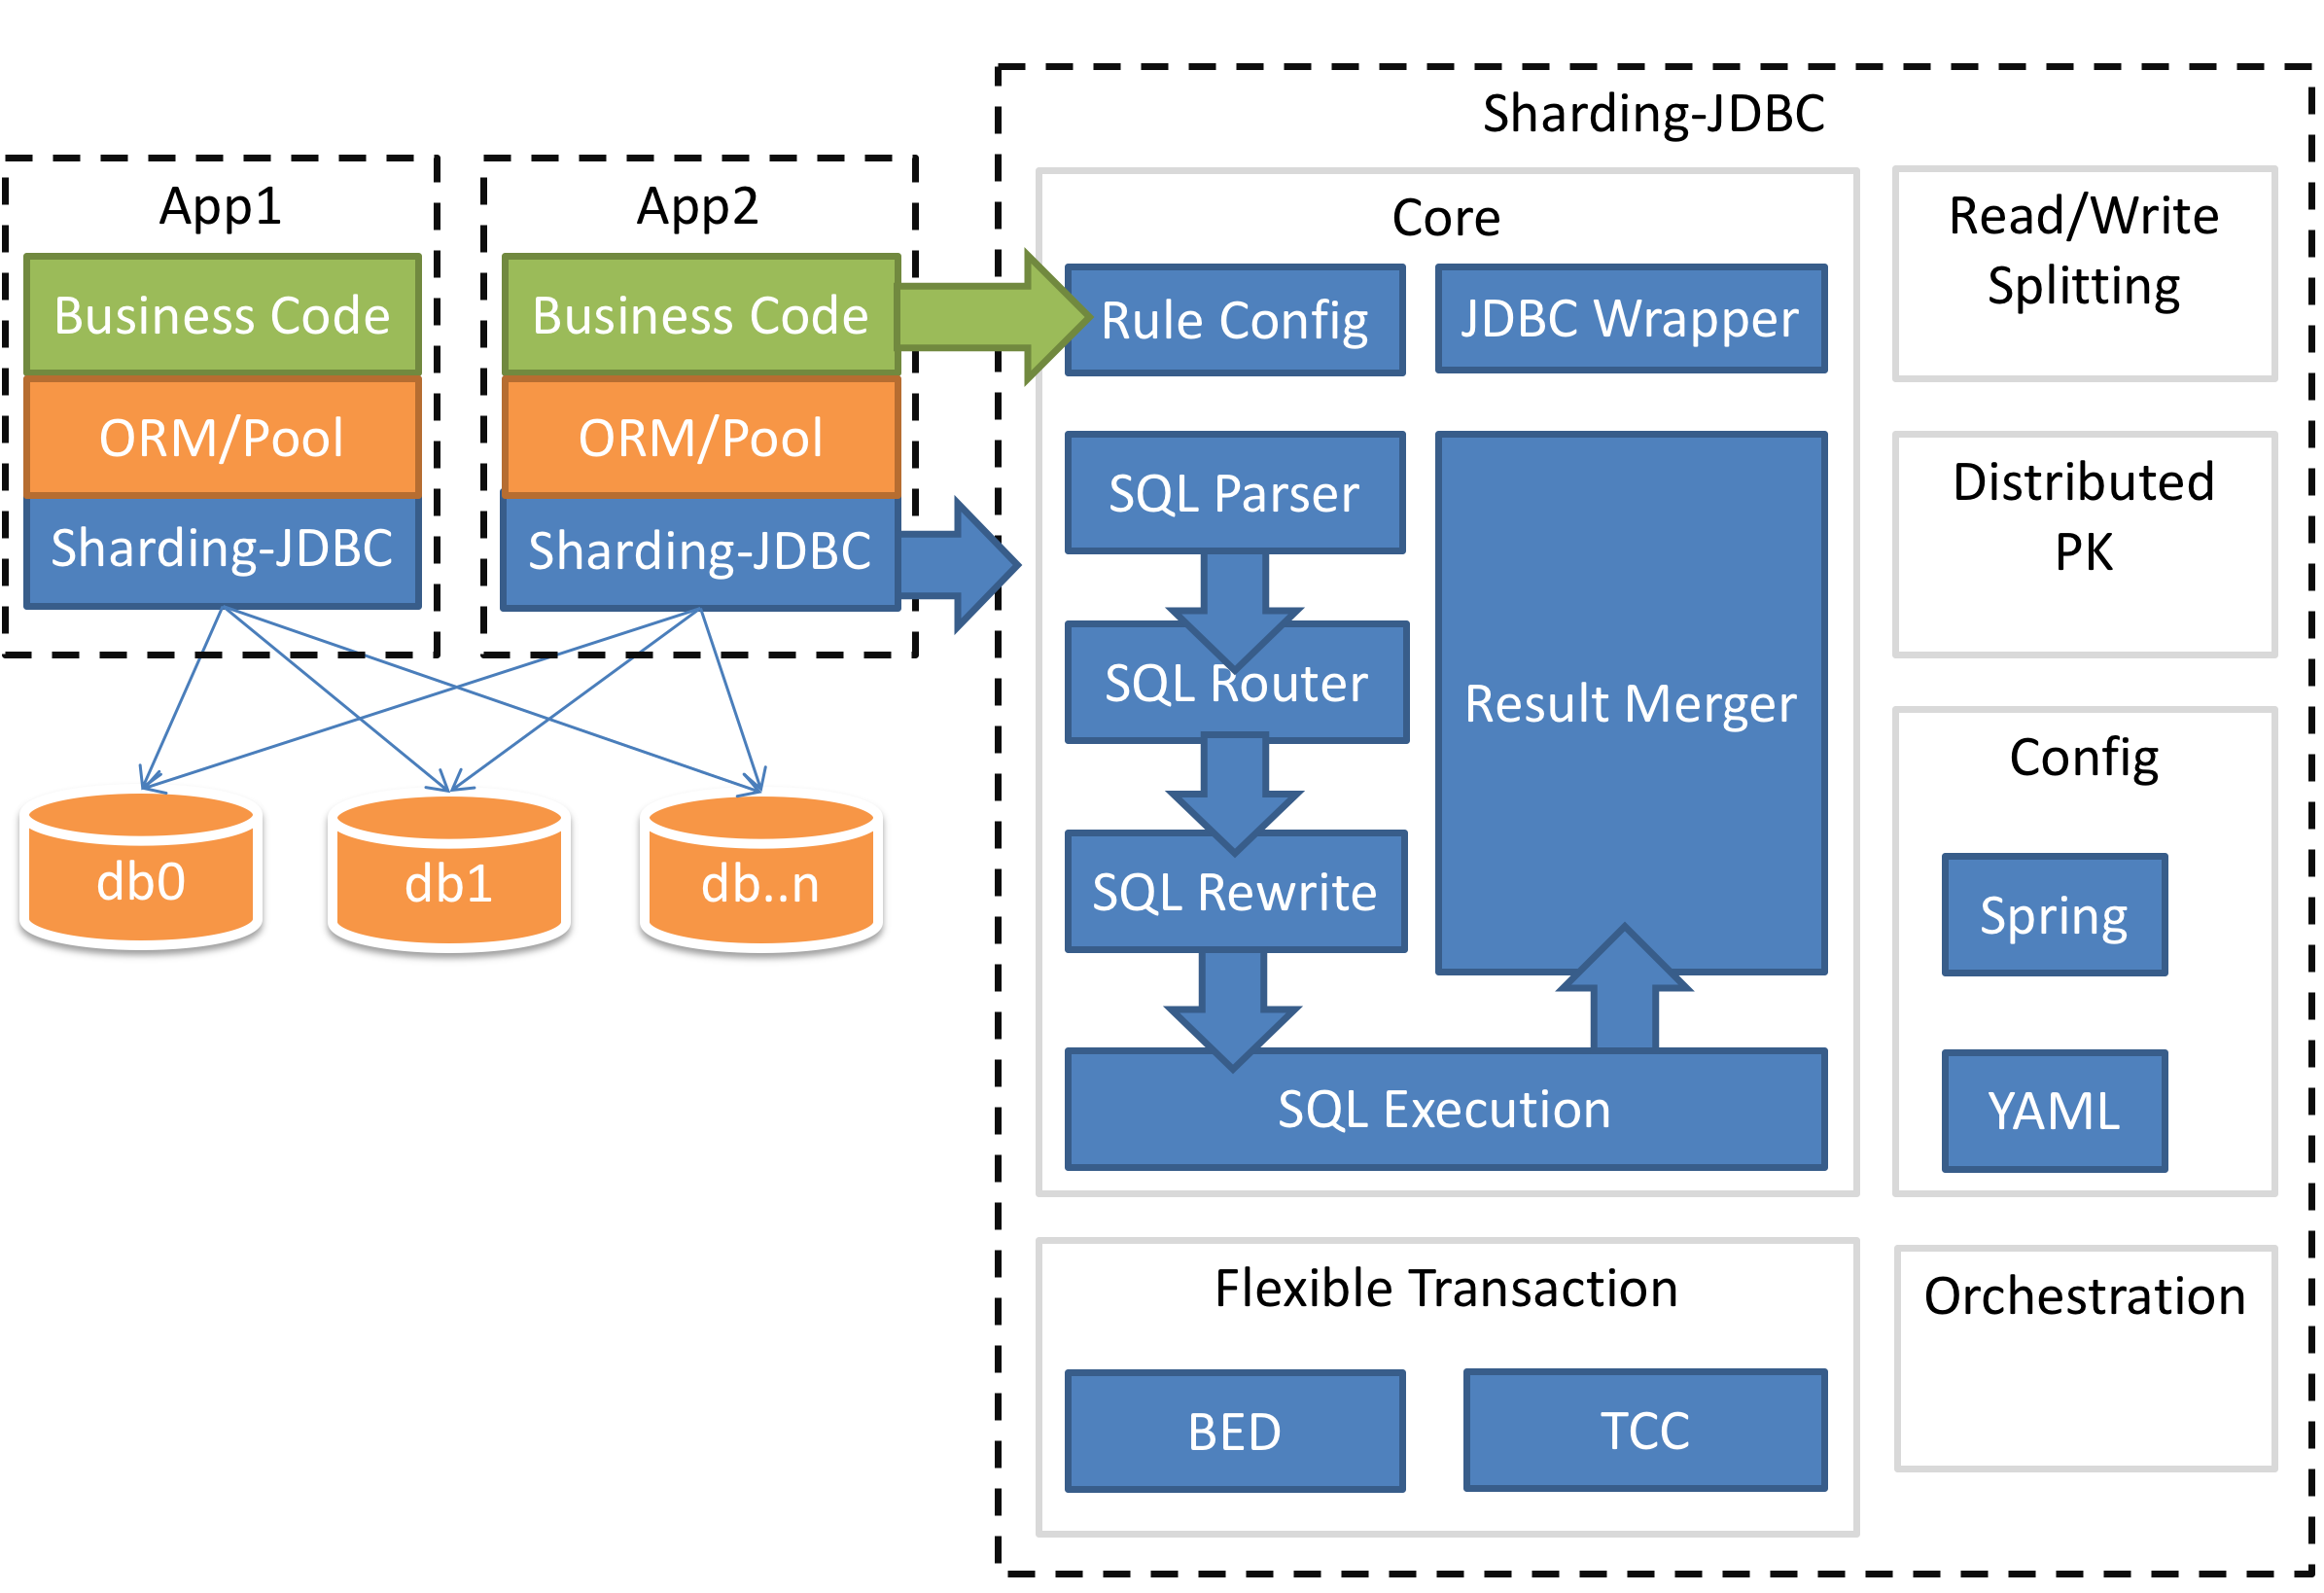 App1
Business Code
ORM/Pool
Sharding-JDBC
App2
Business Code
ORM/Pool
Sharding-JDBC
db0
db1
db..n
Sharding-JDBC
Core
Rule Config
JDBC Wrapper
SQL Parser
SQL Router
SQL Rewrite
Result Merger
SQL Execution
Read/Write
Splitting
Distributed
PK
Config
Spring
YAML
Flexible Transaction
BED
TCC
Orchestration